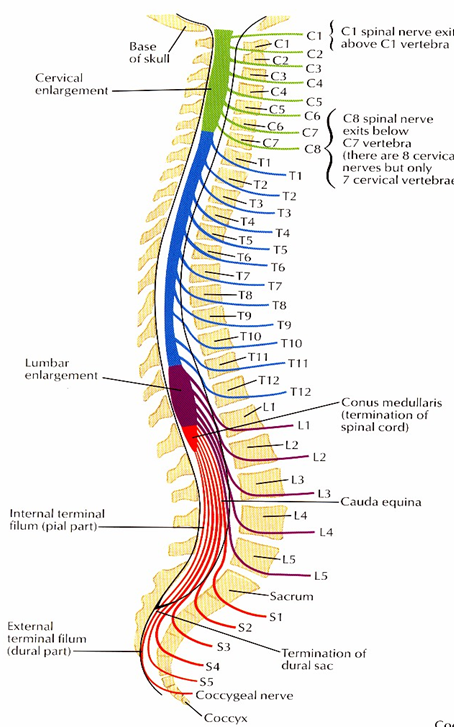 C1 spinal nerve exit
above C1 vertebra
Base
of skull
Cervical
enlargement
C1
C1
C2
C2
C3
C3
C4
C4
C5
C5
C6
C6
C7
C7
C8
C8 spinal nerve
exits below
C7 vertebra
(there are 8 cervica
nerves but only
7 cervical vertebrae
T1
T1
T2
T2
T3
T3
T4
T4
T5
T5
T6
T6
T7
T7
T8
T8
T9
T9
T10
T10
T11
T11
T12
T12
Lumbar
enlargement
Conus medullaris
(termination of
spinal cord)
L1
L1
L2
L2
L3
L3
Cauda equina
L4
L4
L5
L5
Internal terminal
filum (pial part)
Sacrum
S1
S2
S3
S4
S5
External
terminal filum
(dural part)
Termination of
dural sac
Coccygeal nerve
Coccyx
Coc